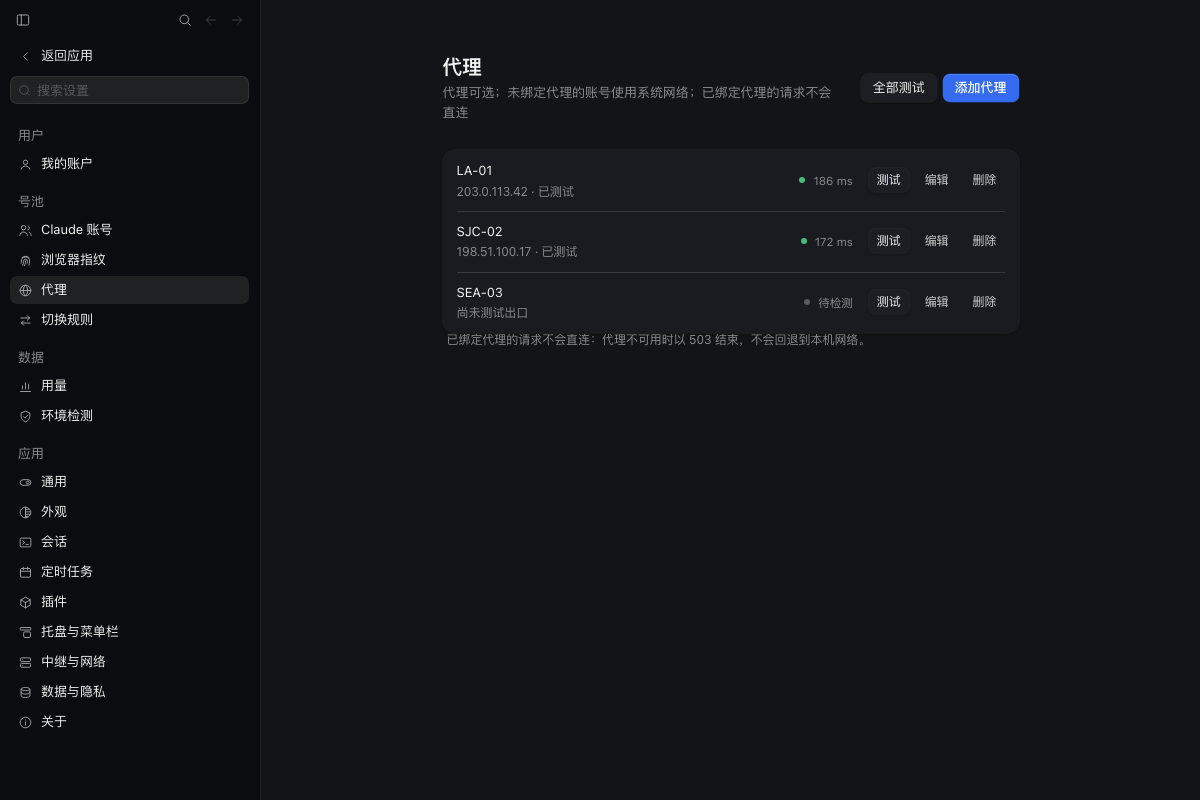 返回应用
搜索设置
用户
我的账户
号池
Claude 账号
浏览器指纹
代理
切换规则
数据
用量
环境检测
应用
通用
外观
会话
定时任务
插件
托盘与菜单栏
中继与网络
数据与隐私
关于
代理
代理可选；未绑定代理的账号使用系统网络；已绑定代理的请求不会
直连
全部测试
添加代理
LA-01
203.0.113.42 · 已测试
186 ms
测试
编辑
删除
SJC-02
198.51.100.17 · 已测试
172 ms
测试
编辑
删除
SEA-03
尚未测试出口
待检测
测试
编辑
删除
已绑定代理的请求不会直连：代理不可用时以 503 结束，不会回退到本机网络。